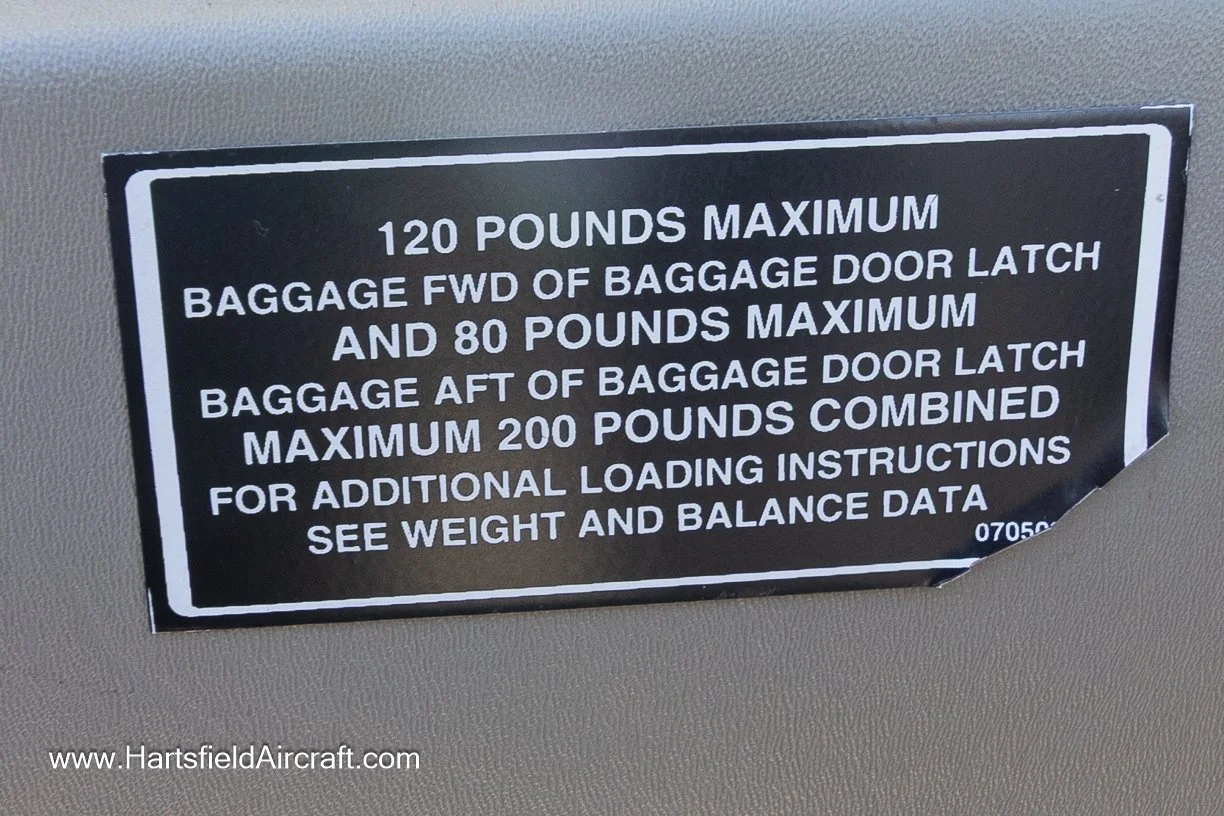 120 POUNDS MAXIMUM
BAGGAGE FWD OF BAGGAGE DOOR LATCH
AND 80 POUNDS MAXIMUM
BAGGAGE AFT OF BAGGAGE DOOR LATCH
MAXIMUM 200 POUNDS COMBINED
FOR ADDITIONAL LOADING INSTRUCTIONS
SEE WEIGHT AND BALANCE DATA
www.HartsfieldAircraft.com